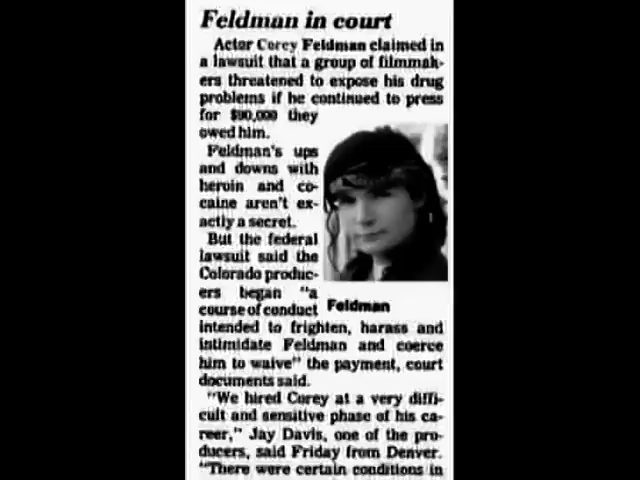 Feldman in court
Actor Corey Feldman claimed in
a lawsuit that a group of filmmak-
ers threatened to expose his drug
problems if he continued to press
for $90,000 they
owed him.
Feldman's ups
and downs with
heroin and co-
caine aren't ex-
actly a secret.
But the federal
lawsuit said the
Colorado produc-
ers began "a
course of conduct
Feldman
intended to frighten, harass and
intimidate Feldman and coerce
him to waive" the payment, court
documents said.
"We hired Corey at a very diffi-
cult and sensitive phase of his ca-
reer," Jay Davis, one of the pro-
ducers, said Friday from Denver.
"There were certain conditions in